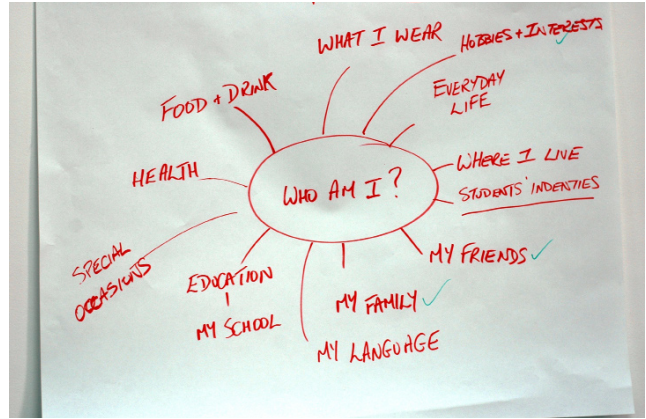 WHAT I WEAR
HOBBIES + INTERESTS
EVERYDAY
LIFE
FOOD + DRINK
HEALTH
WHO AM I?
WHERE I LIVE
STUDENTS' INDENTIES
SPECIAL
OCCASIONS
EDUCATION
MY SCHOOL
MY FAMILY
MY FRIENDS
MY LANGUAGE